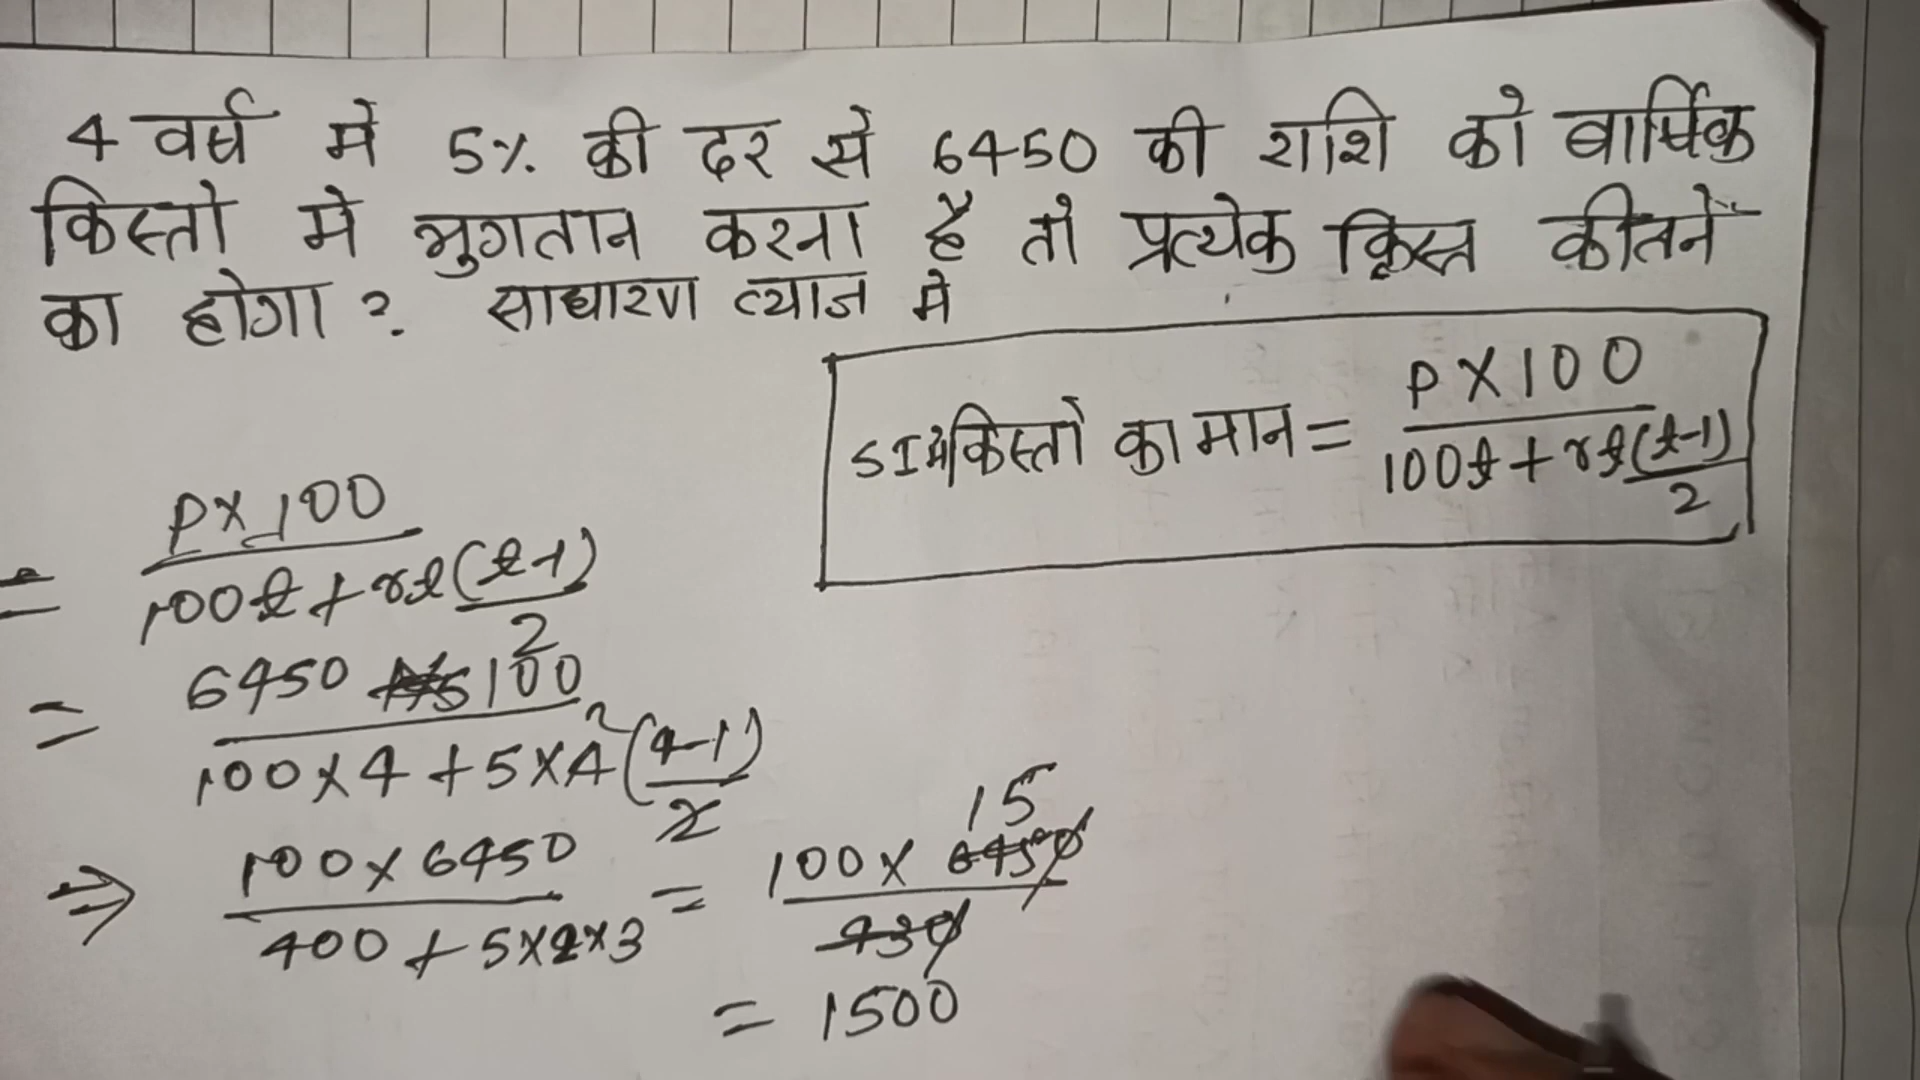 4 वर्ष मे 5% की दर से 6450 की राशि को वार्षिक
किस्तो मे भुगतान करना है तो प्रत्येक क़िस्त कीतनें
का होगा ? साधारण व्याज मे
SI मे किस्तो का मान = P×100 / 100t + rt(t-1)/2
= P×100 / 100t + rt(t-1)/2
= 6450 100 / 100×4 + 5×4(4-1)/2
⇒ 100×6450 / 400 + 5×2×3 = 100×6450 / 430 15
= 1500